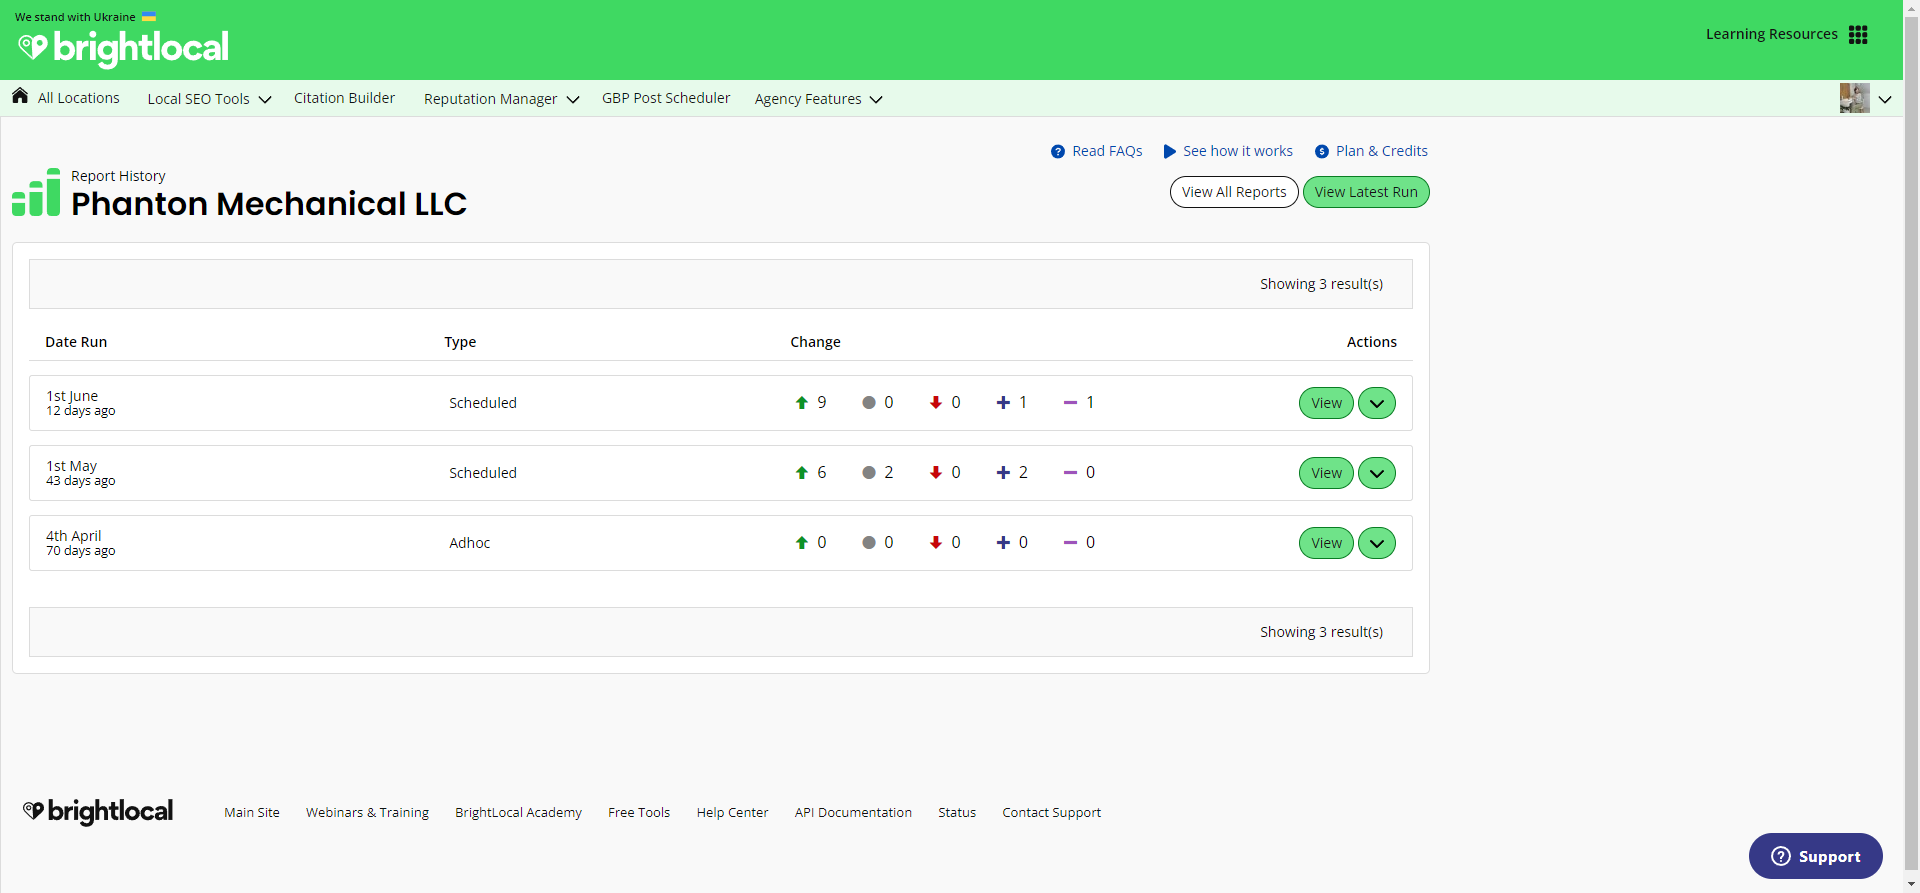 We stand with Ukraine
brightlocal
Learning Resources
All Locations Local SEO Tools Citation Builder Reputation Manager GBP Post Scheduler Agency Features
Read FAQs See how it works Plan & Credits
Report History
Phanton Mechanical LLC
View All Reports View Latest Run
Showing 3 result(s)
Date Run Type Change Actions
1st June
12 days ago
Scheduled 9 0 0 1 1 View
1st May
43 days ago
Scheduled 6 2 0 2 0 View
4th April
70 days ago
Adhoc 0 0 0 0 0 View
Showing 3 result(s)
brightlocal Main Site Webinars & Training BrightLocal Academy Free Tools Help Center API Documentation Status Contact Support
Support